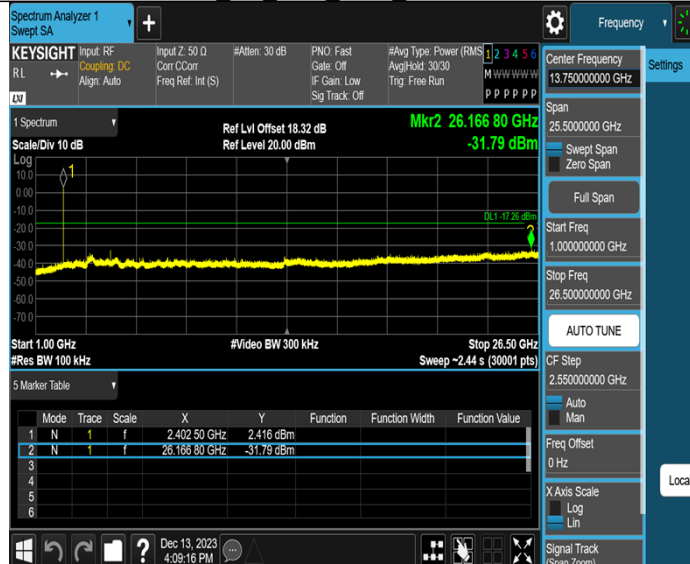 Spectrum Analyzer 1
Swept SA
Frequency
KEYSIGHT
RL
LXI
Input: RF
Coupling: DC
Align: Auto
Input Z: 50 Ω
Corr CCorr
Freq Ref: Int (S)
#Atten: 30 dB
PNO: Fast
Gate: Off
IF Gain: Low
Sig Track: Off
#Avg Type: Power (RMS
Avg|Hold: 30/30
Trig: Free Run
1 2 3 4 5 6
M W W W W W
P P P P P P
Center Frequency
13.750000000 GHz
Settings
Span
25.5000000 GHz
Swept Span
Zero Span
Full Span
Start Freq
1.000000000 GHz
Stop Freq
26.500000000 GHz
AUTO TUNE
CF Step
2.550000000 GHz
Auto
Man
Freq Offset
0 Hz
X Axis Scale
Log
Lin
Local
Signal Track
(Span Zoom)
1 Spectrum
Scale/Div 10 dB
Ref Lvl Offset 18.32 dB
Ref Level 20.00 dBm
Mkr2 26.166 80 GHz
-31.79 dBm
Log
10.0
0.00
-10.0
-20.0
-30.0
-40.0
-50.0
-60.0
-70.0
1
DL1 -17.26 dBm
2
Start 1.00 GHz
#Video BW 300 kHz
Stop 26.50 GHz
#Res BW 100 kHz
Sweep ~2.44 s (30001 pts)
5 Marker Table
Mode Trace Scale X Y Function Function Width Function Value
1 N 1 f 2.402 50 GHz 2.416 dBm
2 N 1 f 26.166 80 GHz -31.79 dBm
3
4
5
6
?
Dec 13, 2023
4:09:16 PM